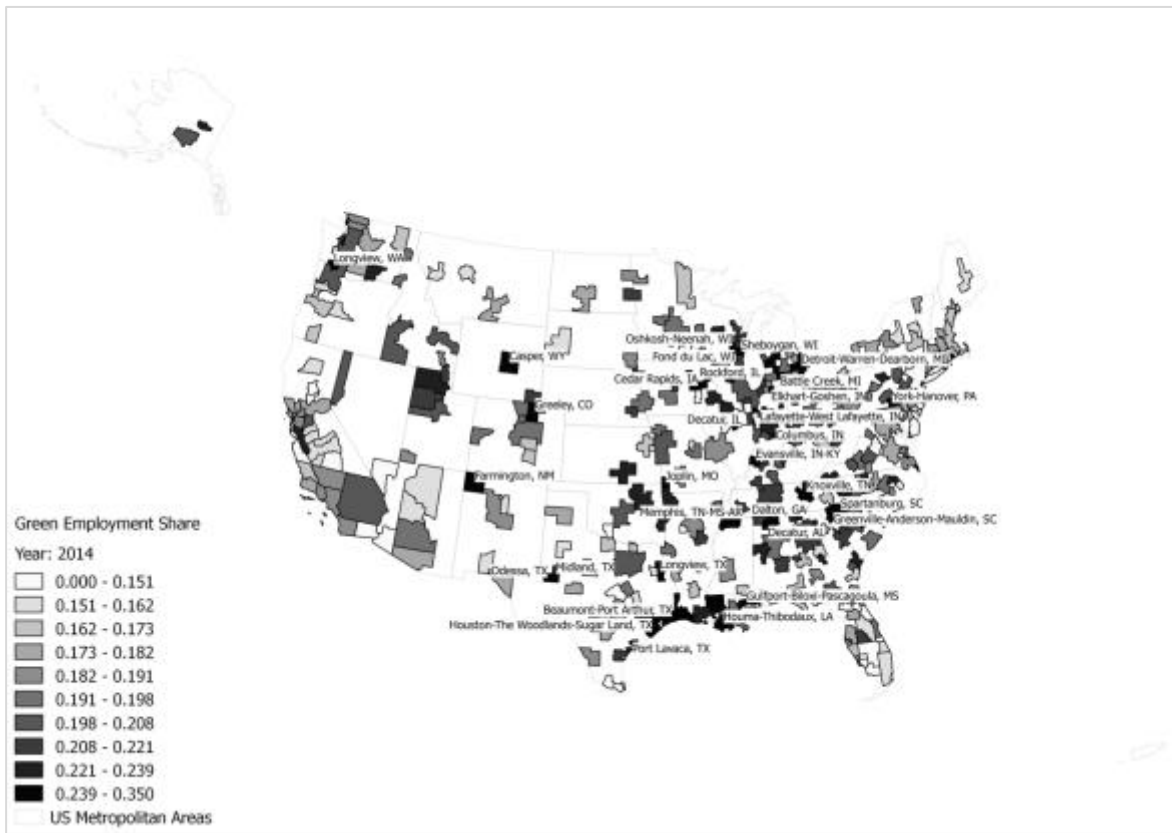 Longview, WA
Oshkosh-Neenah, WI
Sheboygan, WI
Casper, WY
Fond du Lac, WI
Detroit-Warren-Dearborn, MI
Rockford, IL
Cedar Rapids, IA
Battle Creek, MI
Elkhart-Goshen, IN
York-Hanover, PA
Greeley, CO
Decatur, IL
Lafayette-West Lafayette, IN
Columbus, IN
Evansville, IN-KY
Farmington, NM
Joplin, MO
Knoxville, TN
Spartanburg, SC
Memphis, TN-MS-AR
Dalton, GA
Greenville-Anderson-Mauldin, SC
Decatur, AL
Odessa, TX
Midland, TX
Longview, TX
Gulfport-Biloxi-Pascagoula, MS
Beaumont-Port Arthur, TX
Houma-Thibodaux, LA
Houston-The Woodlands-Sugar Land, TX
Port Lavaca, TX
Green Employment Share
Year: 2014
0.000 - 0.151
0.151 - 0.162
0.162 - 0.173
0.173 - 0.182
0.182 - 0.191
0.191 - 0.198
0.198 - 0.208
0.208 - 0.221
0.221 - 0.239
0.239 - 0.350
US Metropolitan Areas